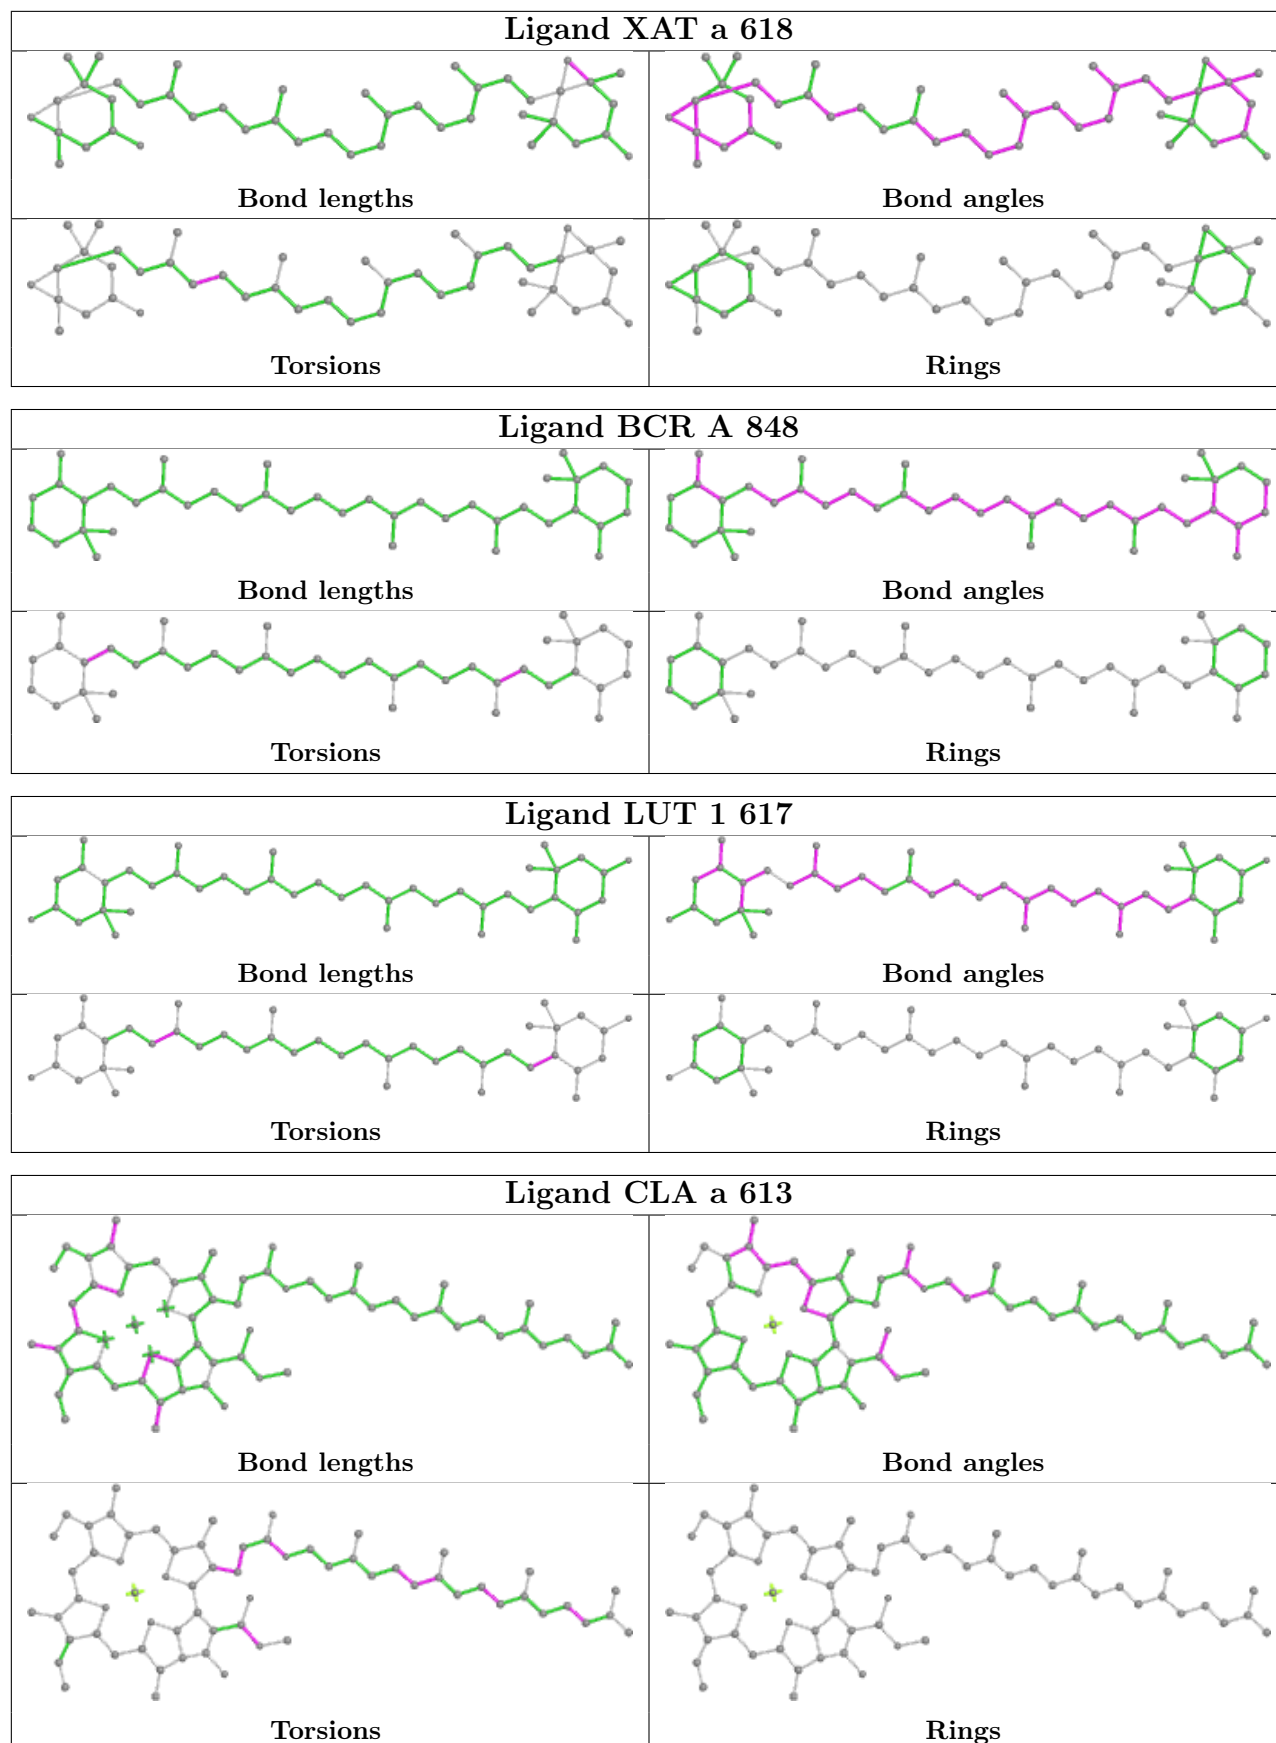 Ligand XAT a 618
Bond lengths
Bond angles
Torsions
Rings
Ligand BCR A 848
Bond lengths
Bond angles
Torsions
Rings
Ligand LUT 1 617
Bond lengths
Bond angles
Torsions
Rings
Ligand CLA a 613
Bond lengths
Bond angles
Torsions
Rings